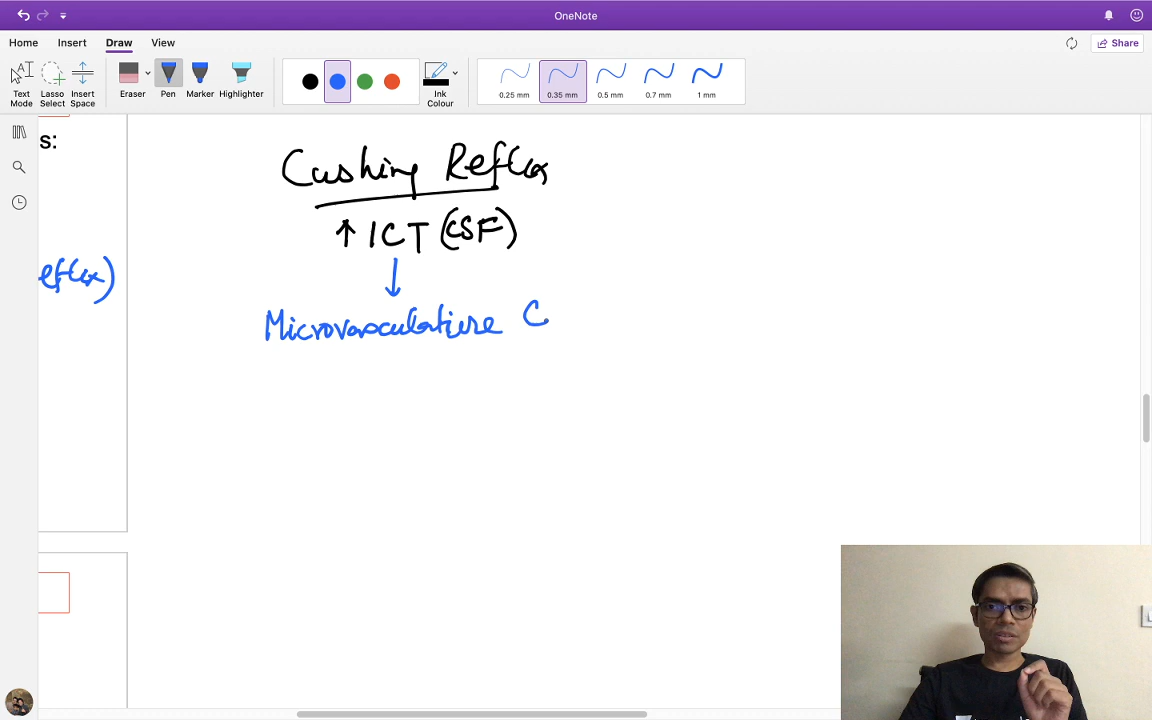 OneNote
Home Insert Draw View
Share
Text Mode
Lasso Select
Insert Space
Eraser
Pen
Marker
Highlighter
Ink Colour
0.25 mm
0.35 mm
0.5 mm
0.7 mm
1 mm
s:
Cushing Reflex
↑ ICT (CSF)
eflex)
↓
Microvasculature C